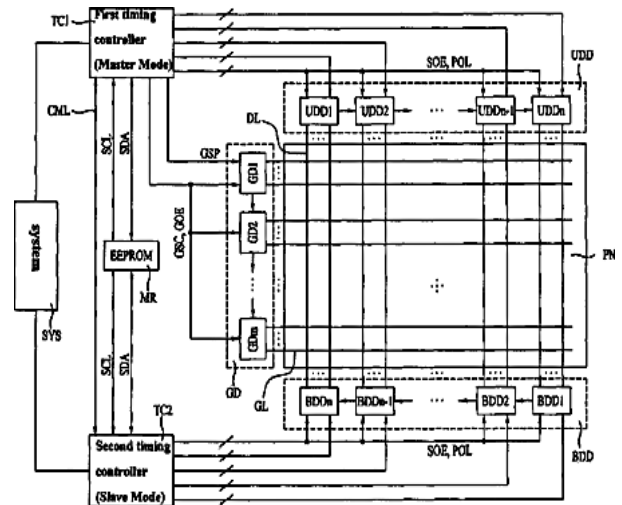 TC1
First timing
controller
(Master Mode)
SOE, POL
UDD
UDD1
UDD2
...
UDDn-1
UDDn
CML
SCL
SDA
DL
GSP
GD1
GSC, GOE
GD2
system
EEPROM
MR
PN
SYS
GDm
SCL
SDA
GD
GL
BDDn
BDDn-1
...
BDD2
BDD1
TC2
Second timing
controller
(Slave Mode)
SOE, POL
BDD